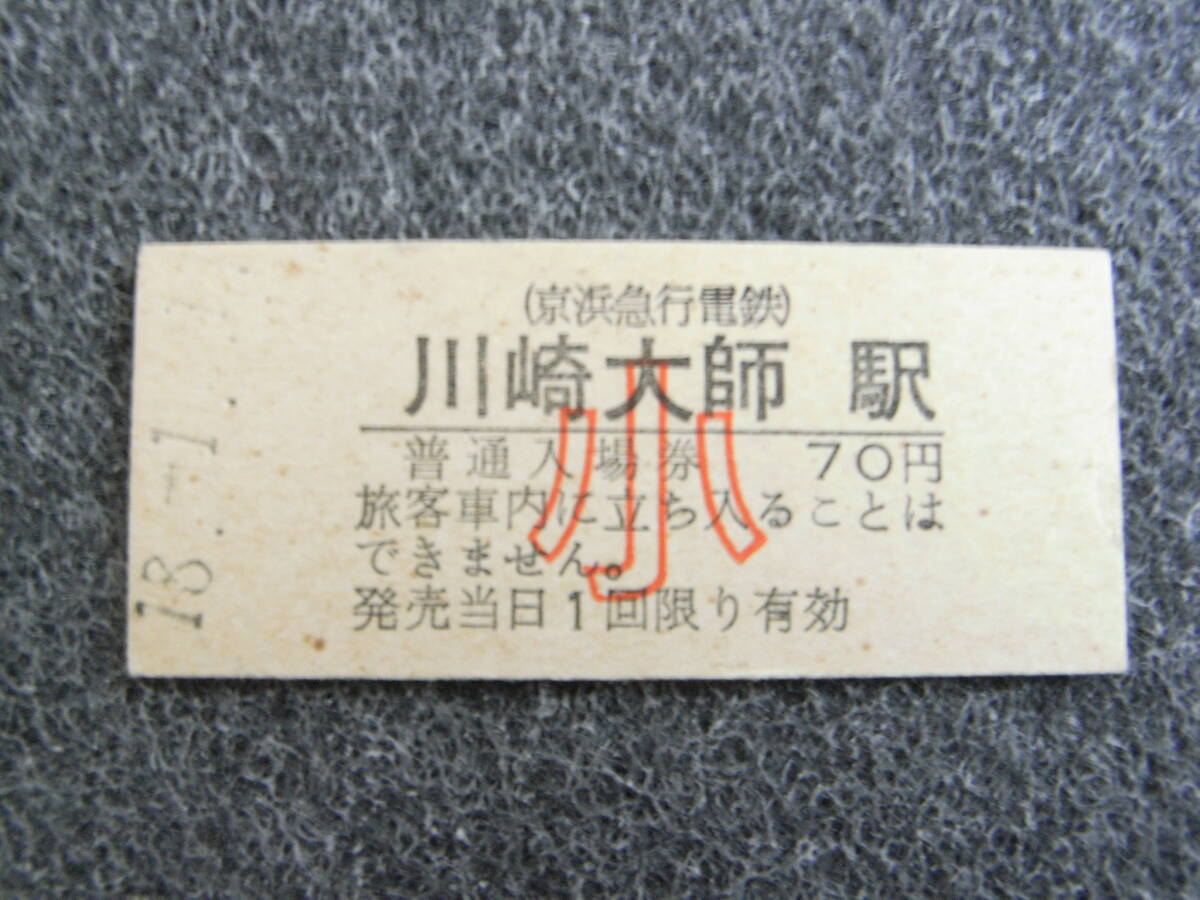 (京浜急行電鉄)
川崎大師 駅
普通入場券 70円
旅客車内に立ち入ることは
できません。
発売当日1回限り有効
小